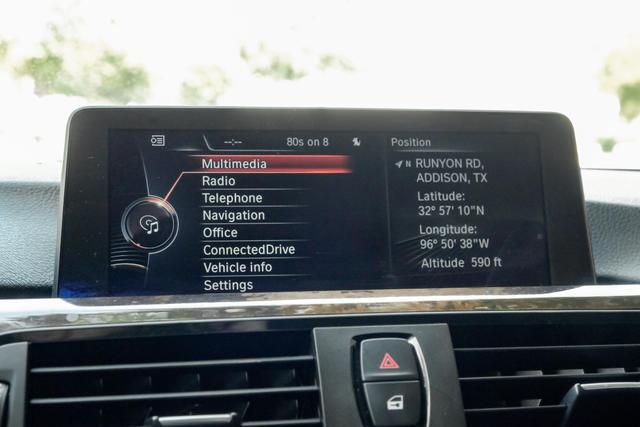 --:-- 80s on 8
Multimedia
Radio
Telephone
Navigation
Office
ConnectedDrive
Vehicle info
Settings
Position
N RUNYON RD,
ADDISON, TX
Latitude:
32° 57' 10"N
Longitude:
96° 50' 38"W
Altitude 590 ft